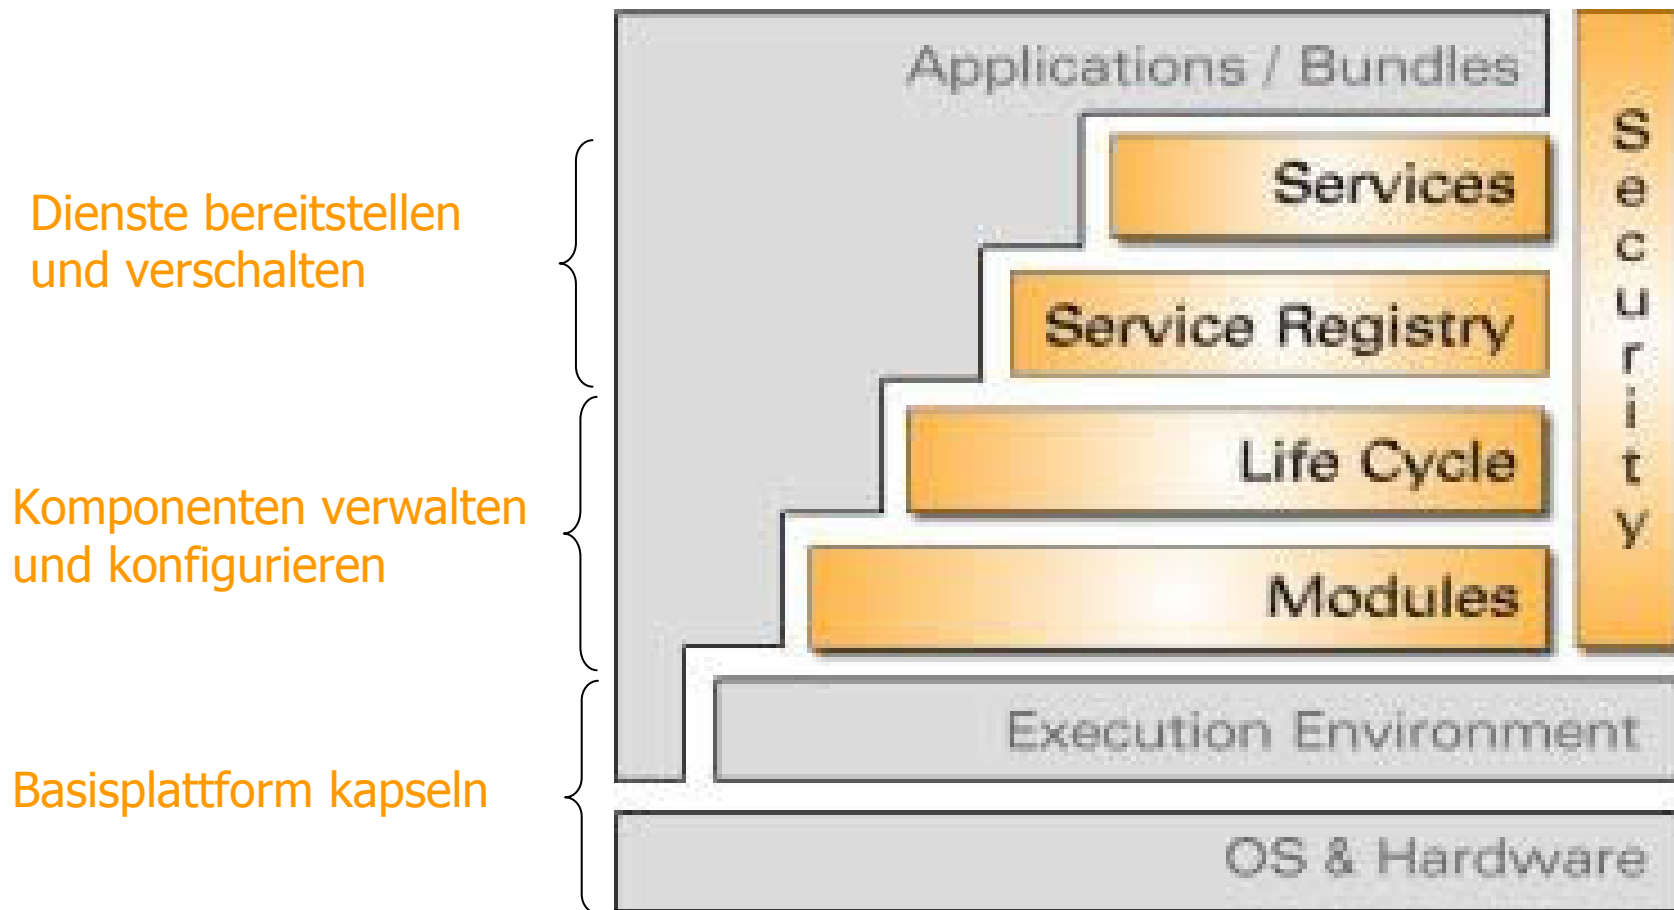 Applications / Bundles
Dienste bereitstellen
und verschalten
Services
Service Registry
Komponenten verwalten
und konfigurieren
Life Cycle
Modules
Basisplattform kapseln
Execution Environment
OS & Hardware
Security